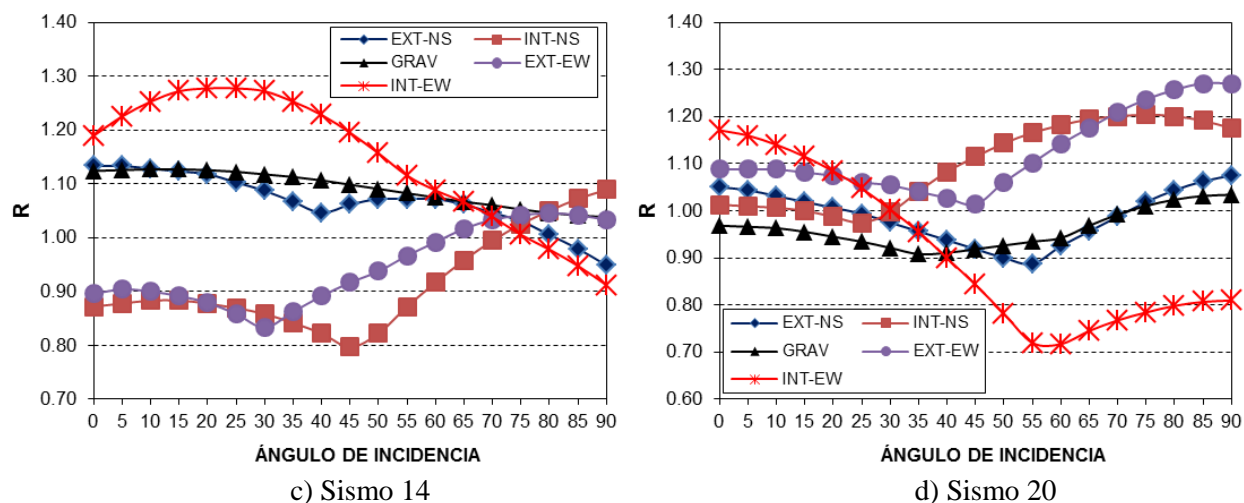 1.40
1.30
1.20
1.10
1.00
0.90
0.80
0.70
R
EXT-NS INT-NS
GRAV EXT-EW
INT-EW
0 5 10 15 20 25 30 35 40 45 50 55 60 65 70 75 80 85 90
ÁNGULO DE INCIDENCIA
c) Sismo 14
1.40
1.30
1.20
1.10
1.00
0.90
0.80
0.70
0.60
R
EXT-NS INT-NS
GRAV EXT-EW
INT-EW
0 5 10 15 20 25 30 35 40 45 50 55 60 65 70 75 80 85 90
ÁNGULO DE INCIDENCIA
d) Sismo 20